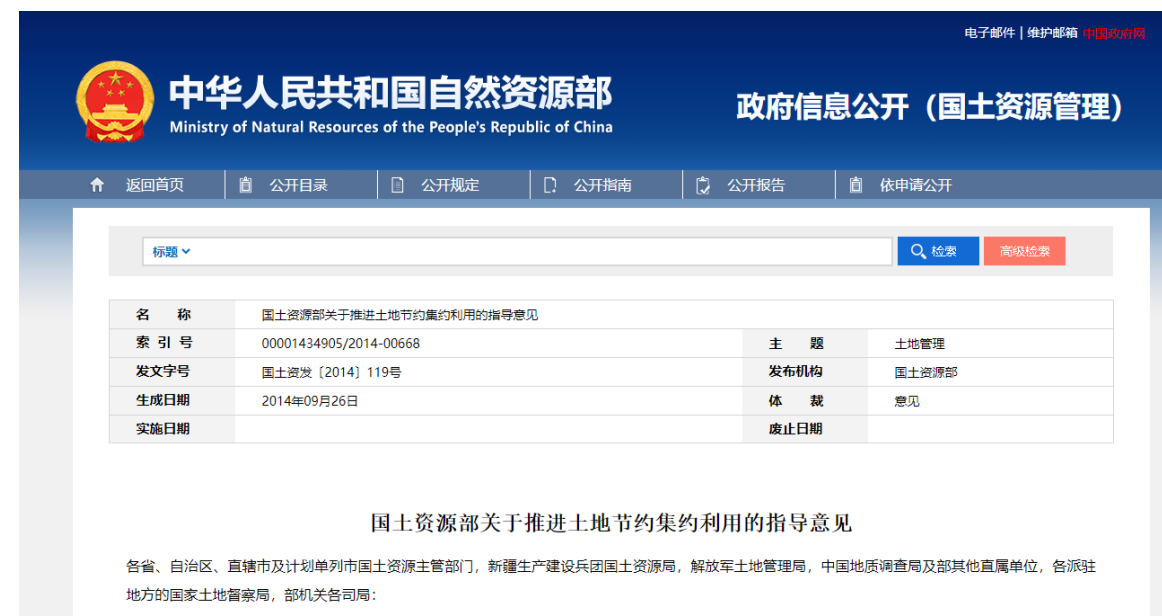 电子邮件 | 维护邮箱 中国政府网
中华人民共和国自然资源部
Ministry of Natural Resources of the People's Republic of China
政府信息公开（国土资源管理）
返回首页 公开目录 公开规定 公开指南 公开报告 依申请公开
标题 检索 高级检索
名 称 国土资源部关于推进土地节约集约利用的指导意见
索 引 号 00001434905/2014-00668 主 题 土地管理
发文字号 国土资发〔2014〕119号 发布机构 国土资源部
生成日期 2014年09月26日 体 裁 意见
实施日期 废止日期
国土资源部关于推进土地节约集约利用的指导意见
各省、自治区、直辖市及计划单列市国土资源主管部门，新疆生产建设兵团国土资源局，解放军土地管理局，中国地质调查局及部其他直属单位，各派驻
地方的国家土地督察局，部机关各司局：